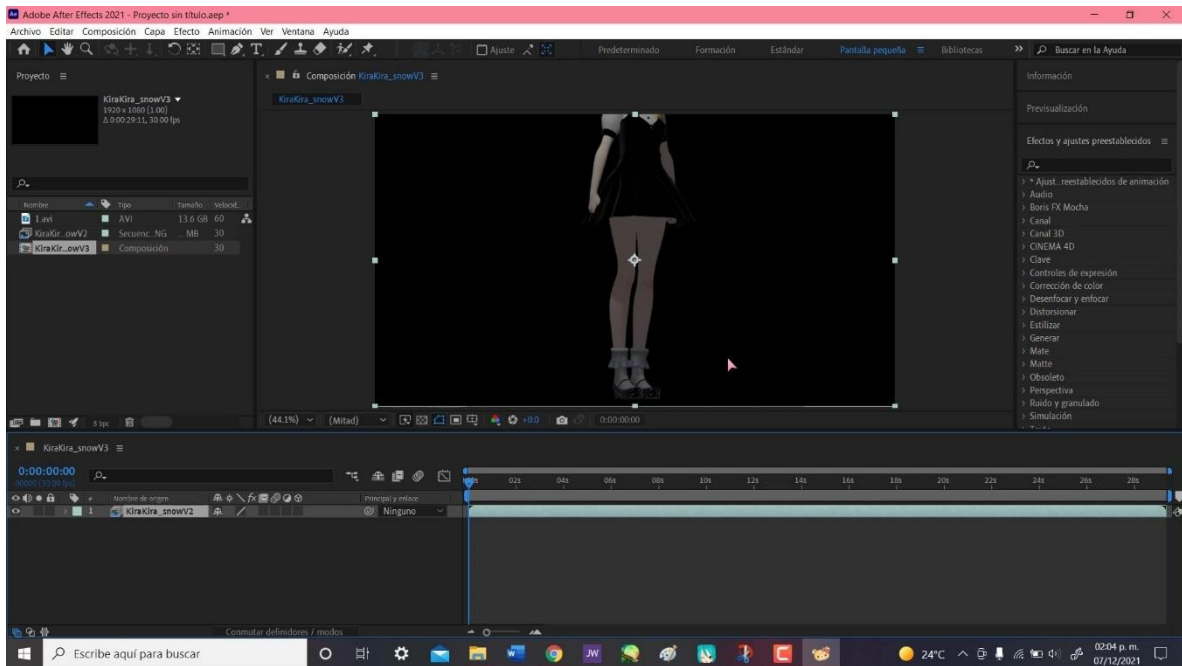 Adobe After Effects 2021 - Proyecto sin título.aep *
Archivo Editar Composición Capa Efecto Animación Ver Ventana Ayuda
Ajuste Predeterminado Formación Estándar Pantalla pequeña Bibliotecas Buscar en la Ayuda
Proyecto
KiraKira_snowV3
1920 x 1080 (1.00)
Δ 0:00:29:11, 30.00 fps
Nombre Tipo Tamaño Velocid...
1.avi AVI 13.6 GB 60
KiraKir...owV2 Secuenc...NG ... MB 30
KiraKir...owV3 Composición 30
8 bpc
Composición KiraKira_snowV3
KiraKira_snowV3
(44.1%) (Mitad) +0.0 0:00:00:00
Información
Previsualización
Efectos y ajustes preestablecidos
* Ajust...reestablecidos de animación
Audio
Boris FX Mocha
Canal
Canal 3D
CINEMA 4D
Clave
Controles de expresión
Corrección de color
Desenfocar y enfocar
Distorsionar
Estilizar
Generar
Mate
Matte
Obsoleto
Perspectiva
Ruido y granulado
Simulación
KiraKira_snowV3
0:00:00:00
00000 (30.00 fps)
02s 04s 06s 08s 10s 12s 14s 16s 18s 20s 22s 24s 26s 28s
# Nombre de origen Principal y enlace
1 KiraKira_snowV2 Ninguno
Conmutar definidores / modos
Escribe aquí para buscar
JW
24°C
02:04 p. m.
07/12/2021